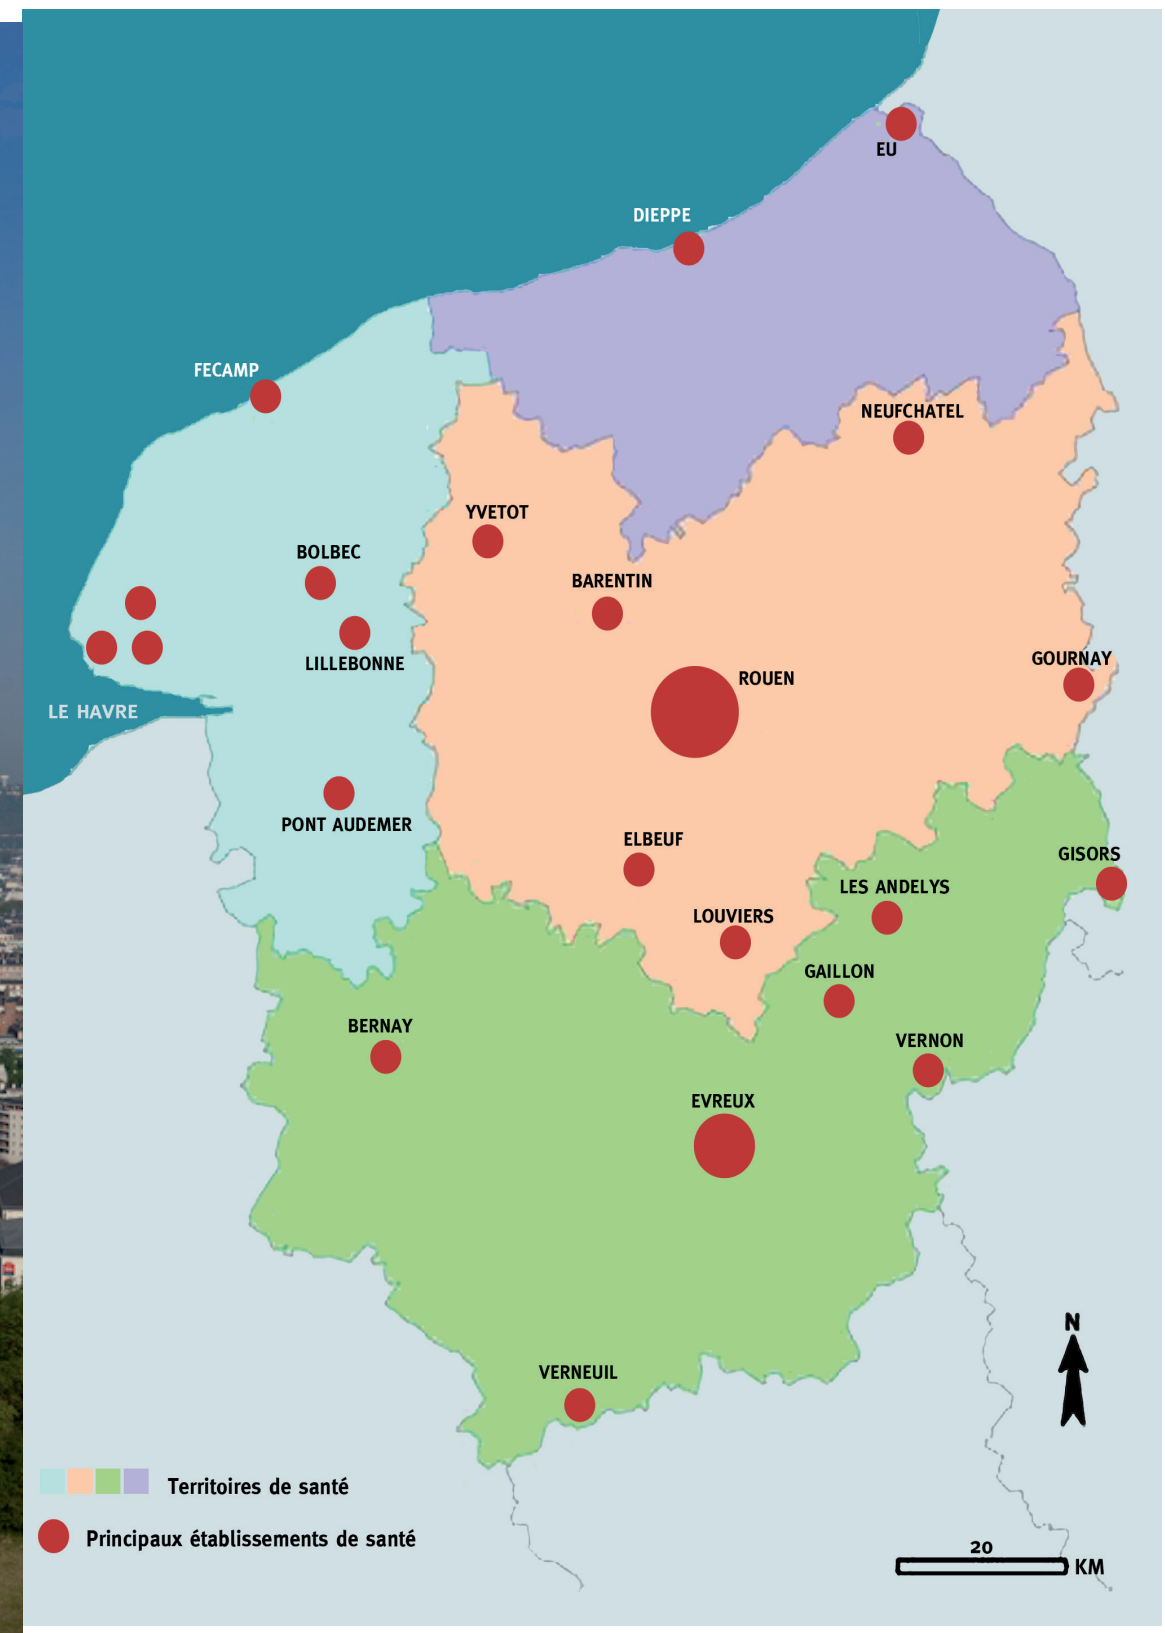 EU
DIEPPE
FECAMP
NEUFCHATEL
YVETOT
BOLBEC
BARENTIN
LILLEBONNE
GOURNAY
ROUEN
LE HAVRE
PONT AUDEMER
ELBEUF
GISORS
LES ANDELYS
LOUVIERS
GAILLON
BERNAY
VERNON
EVREUX
N
VERNEUIL
Territoires de santé
Principaux établissements de santé
20
KM